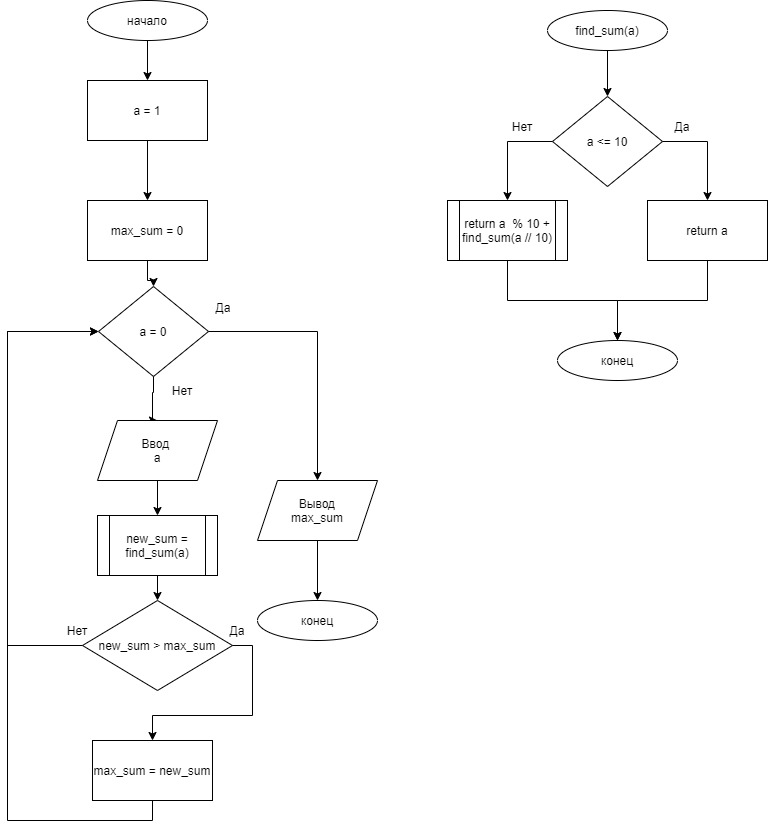 начало
a = 1
max_sum = 0
a = 0
Да
Нет
Ввод
a
new_sum =
find_sum(a)
Нет
Да
new_sum > max_sum
max_sum = new_sum
Вывод
max_sum
конец
find_sum(a)
Нет
Да
a <= 10
return a % 10 +
find_sum(a // 10)
return a
конец